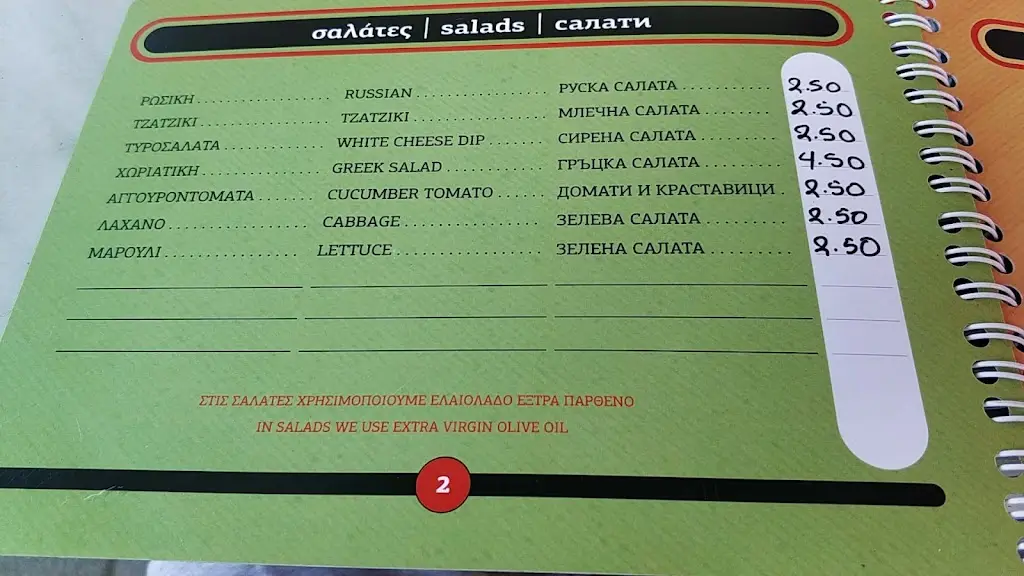 σαλάτες | salads | салати
ΡΩΣΙΚΗ RUSSIAN РУСКА САЛАТА 2.50
ΤΖΑΤΖΙΚΙ TZATZIKI МЛЕЧНА САЛАТА 2.50
ΤΥΡΟΣΑΛΑΤΑ WHITE CHEESE DIP СИРЕНА САЛАТА 2.50
ΧΩΡΙΑΤΙΚΗ GREEK SALAD ГРЪЦКА САЛАТА 4.50
ΑΓΓΟΥΡΟΝΤΟΜΑΤΑ CUCUMBER TOMATO ДОМАТИ И КРАСТАВИЦИ 2.50
ΛΑΧΑΝΟ CABBAGE ЗЕЛЕВА САЛАТА 2.50
ΜΑΡΟΥΛΙ LETTUCE ЗЕЛЕНА САЛАТА 2.50
ΣΤΙΣ ΣΑΛΑΤΕΣ ΧΡΗΣΙΜΟΠΟΙΟΥΜΕ ΕΛΑΙΟΛΑΔΟ ΕΞΤΡΑ ΠΑΡΘΕΝΟ
IN SALADS WE USE EXTRA VIRGIN OLIVE OIL
2